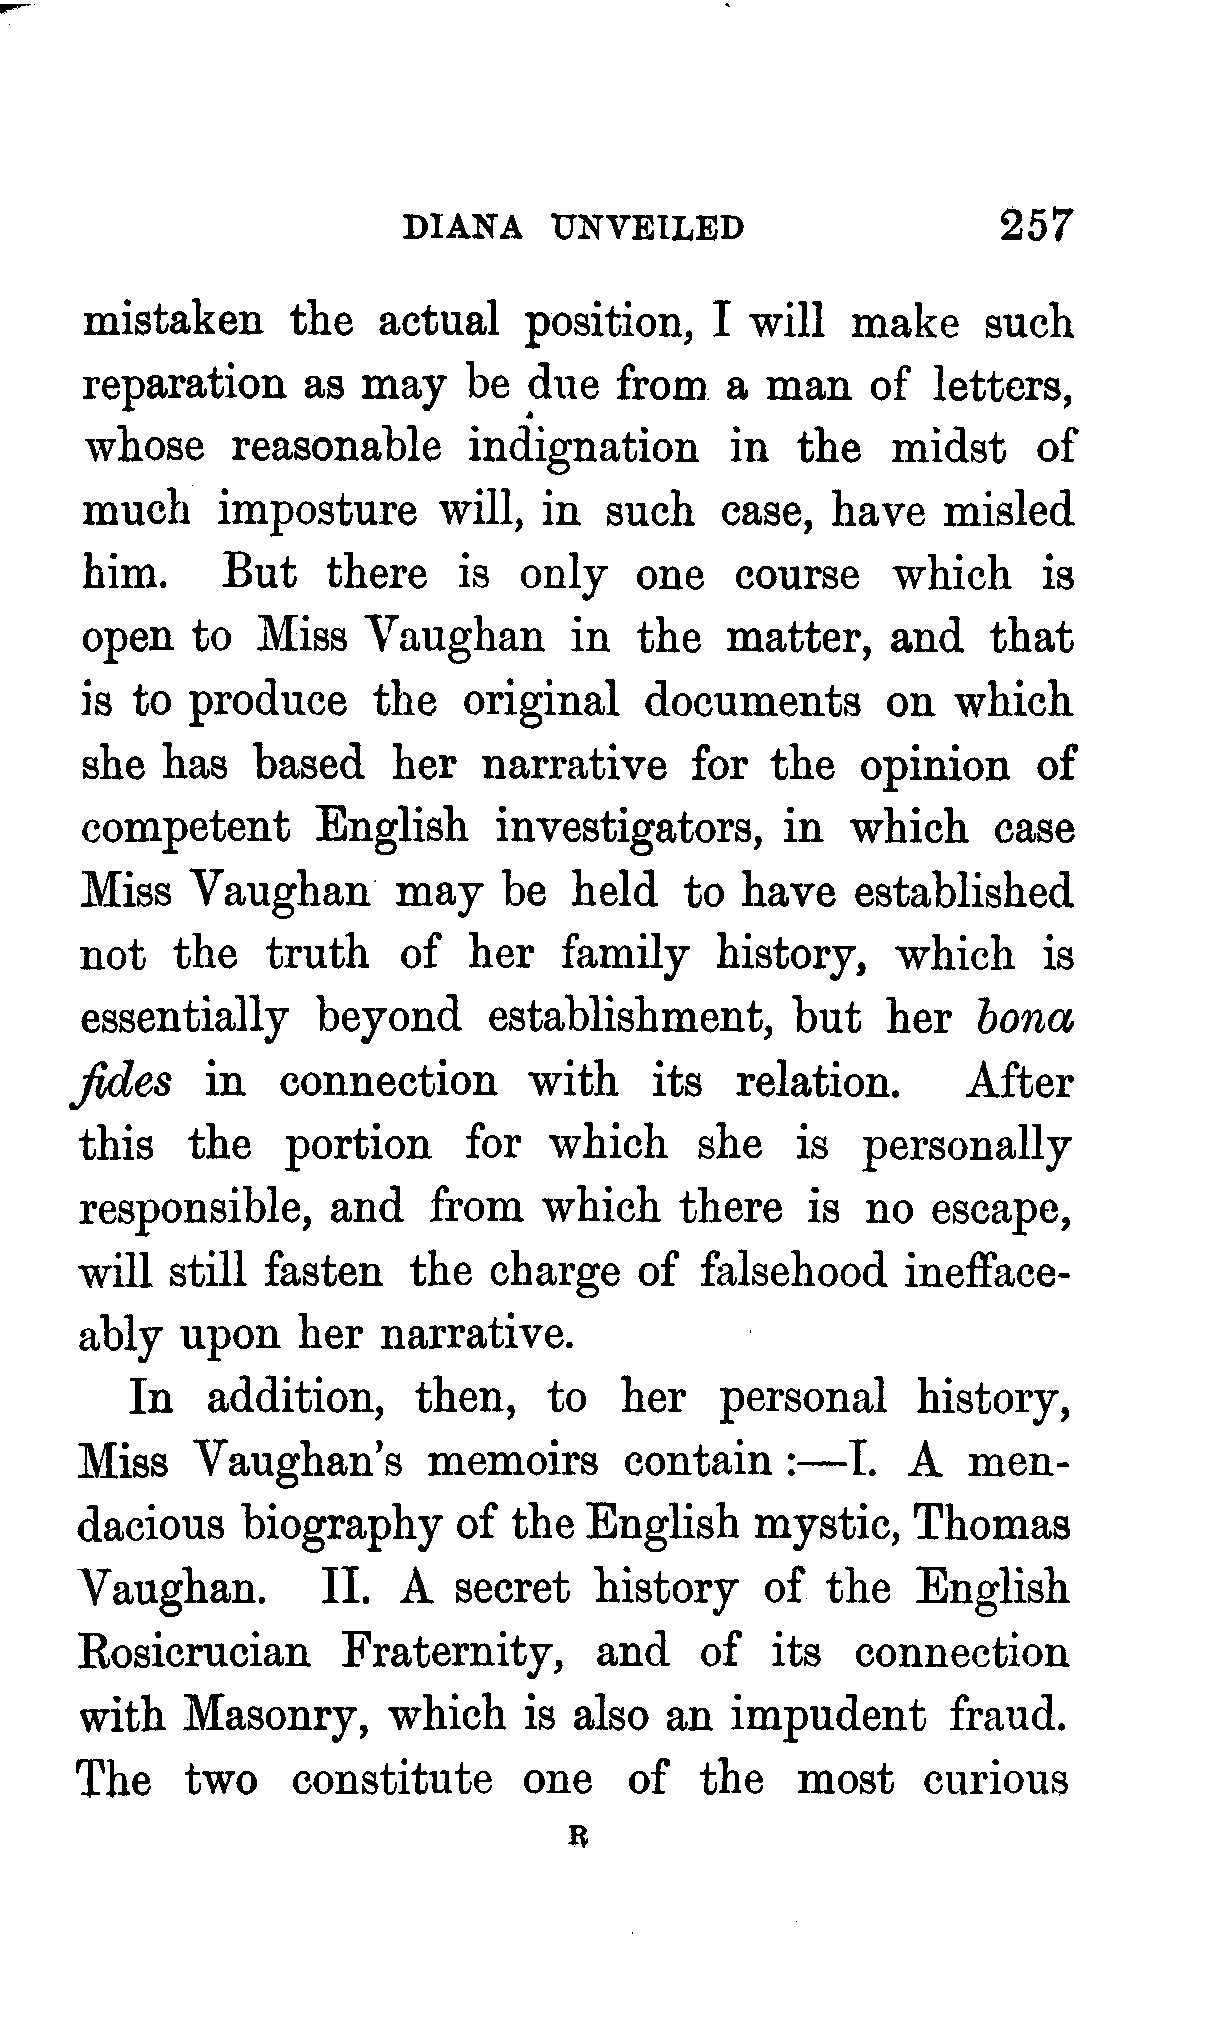 DIANA UNVEILED 257
mistaken the actual position, I will make such
reparation as may be due from a man of letters,
whose reasonable indignation in the midst of
much imposture will, in such case, have misled
him. But there is only one course which is
open to Miss Vaughan in the matter, and that
is to produce the original documents on which
she has based her narrative for the opinion of
competent English investigators, in which case
Miss Vaughan may be held to have established
not the truth of her family history, which is
essentially beyond establishment, but her bona
fides in connection with its relation. After
this the portion for which she is personally
responsible, and from which there is no escape,
will still fasten the charge of falsehood inefface-
ably upon her narrative.
In addition, then, to her personal history,
Miss Vaughan's memoirs contain :—I. A men-
dacious biography of the English mystic, Thomas
Vaughan. II. A secret history of the English
Rosicrucian Fraternity, and of its connection
with Masonry, which is also an impudent fraud.
The two constitute one of the most curious
R